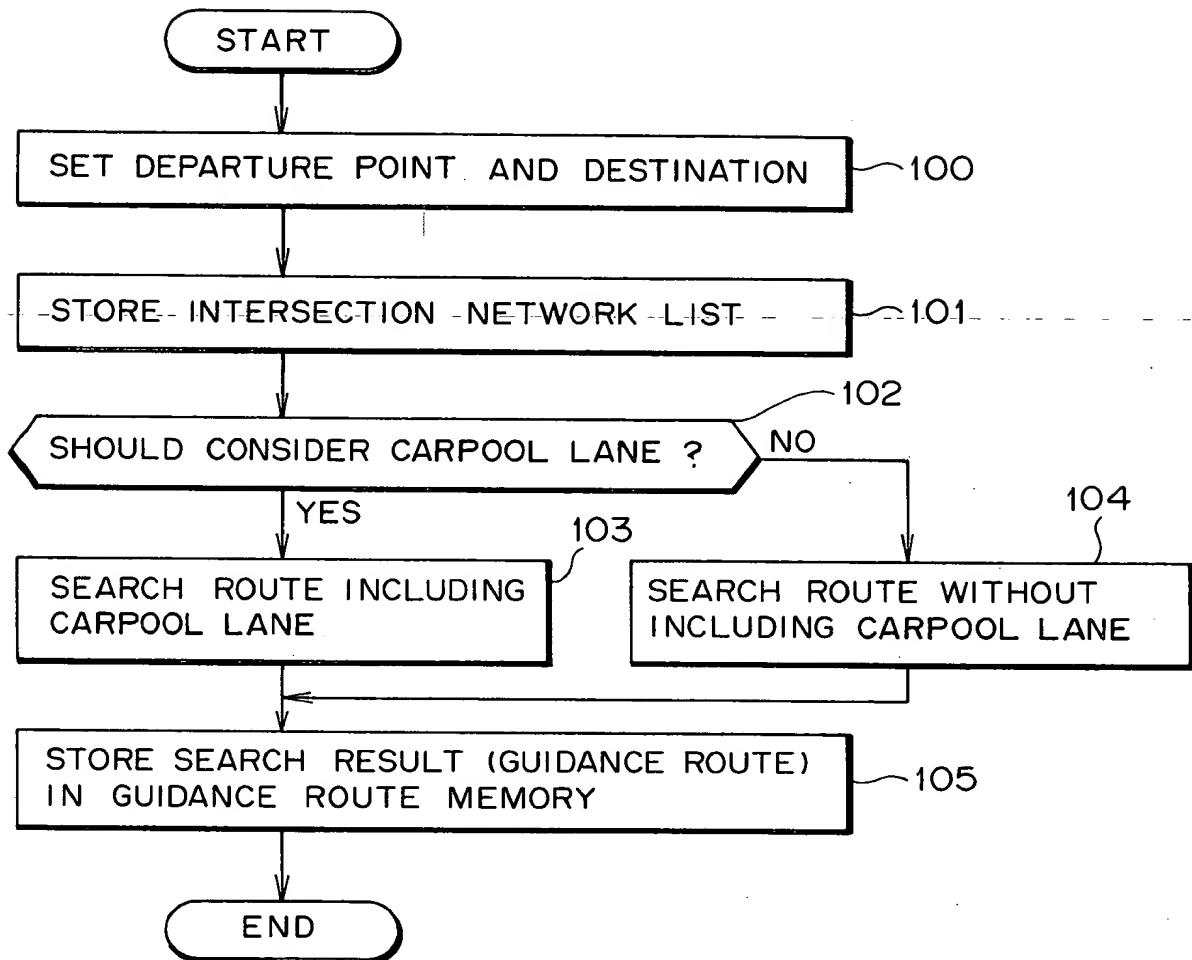 START
SET DEPARTURE POINT AND DESTINATION
100
STORE INTERSECTION NETWORK LIST
101
102
SHOULD CONSIDER CARPOOL LANE ?
NO
YES
103
104
SEARCH ROUTE INCLUDING
CARPOOL LANE
SEARCH ROUTE WITHOUT
INCLUDING CARPOOL LANE
STORE SEARCH RESULT (GUIDANCE ROUTE)
IN GUIDANCE ROUTE MEMORY
105
END